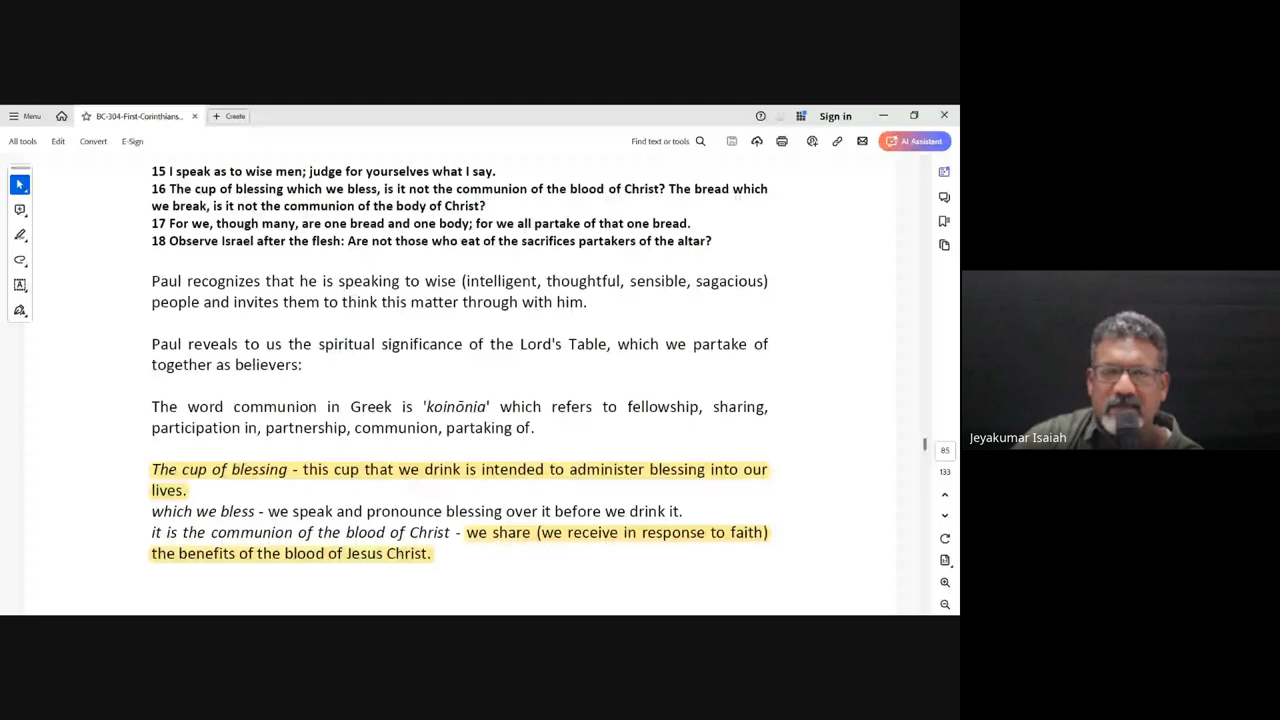 Menu
BC-304-First-Corinthians...
Create
Sign in
All tools
Edit
Convert
E-Sign
Find text or tools
AI Assistant
15 I speak as to wise men; judge for yourselves what I say.
16 The cup of blessing which we bless, is it not the communion of the blood of Christ? The bread which
we break, is it not the communion of the body of Christ?
17 For we, though many, are one bread and one body; for we all partake of that one bread.
18 Observe Israel after the flesh: Are not those who eat of the sacrifices partakers of the altar?
Paul recognizes that he is speaking to wise (intelligent, thoughtful, sensible, sagacious)
people and invites them to think this matter through with him.
Paul reveals to us the spiritual significance of the Lord's Table, which we partake of
together as believers:
The word communion in Greek is 'koinōnia' which refers to fellowship, sharing,
participation in, partnership, communion, partaking of.
The cup of blessing - this cup that we drink is intended to administer blessing into our
lives.
which we bless - we speak and pronounce blessing over it before we drink it.
it is the communion of the blood of Christ - we share (we receive in response to faith)
the benefits of the blood of Jesus Christ.
85
133
Jeyakumar Isaiah